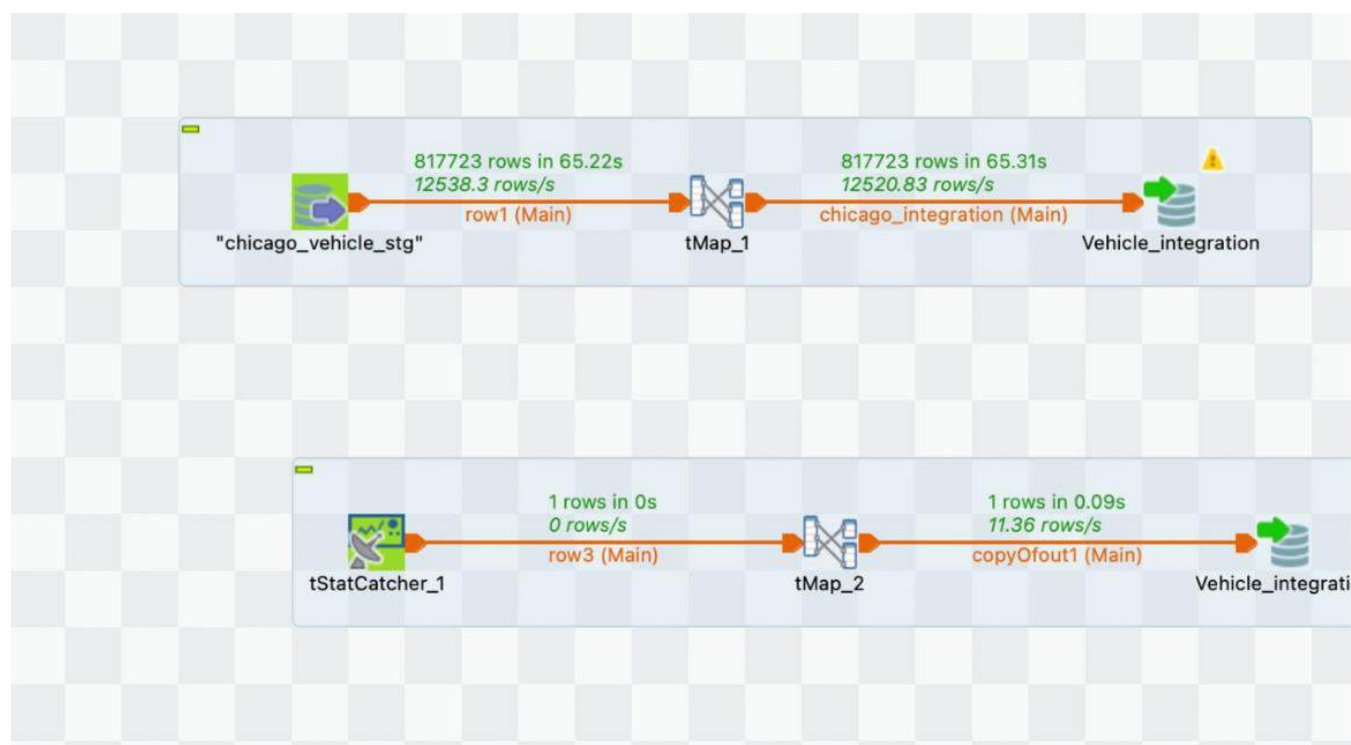 817723 rows in 65.22s
12538.3 rows/s
row1 (Main)
817723 rows in 65.31s
12520.83 rows/s
chicago_integration (Main)
"chicago_vehicle_stg"
tMap_1
Vehicle_integration
1 rows in 0s
0 rows/s
row3 (Main)
1 rows in 0.09s
11.36 rows/s
copyOfout1 (Main)
tStatCatcher_1
tMap_2
Vehicle_integrati